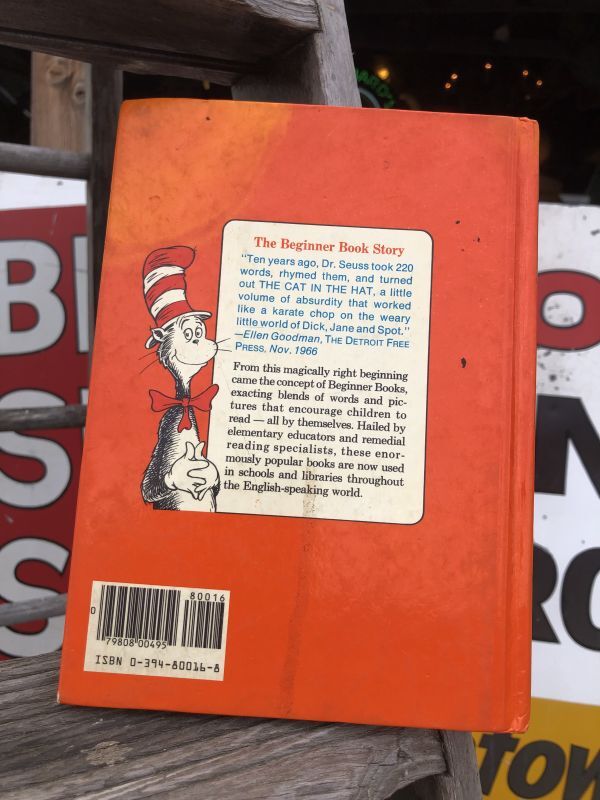 The Beginner Book Story
"Ten years ago, Dr. Seuss took 220
words, rhymed them, and turned
out THE CAT IN THE HAT, a little
volume of absurdity that worked
like a karate chop on the weary
little world of Dick, Jane and Spot."
—Ellen Goodman, THE DETROIT FREE
PRESS, Nov. 1966
From this magically right beginning
came the concept of Beginner Books,
exacting blends of words and pic-
tures that encourage children to
read — all by themselves. Hailed by
elementary educators and remedial
reading specialists, these enor-
mously popular books are now used
in schools and libraries throughout
the English-speaking world.
80016
0
79808 00495
ISBN 0-394-80016-8